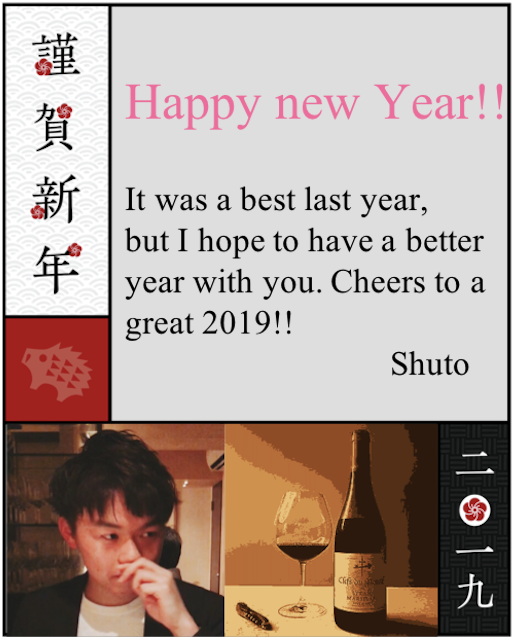 謹賀新年
Happy new Year!!
It was a best last year,
but I hope to have a better
year with you. Cheers to a
great 2019!!
Shuto
二〇一九